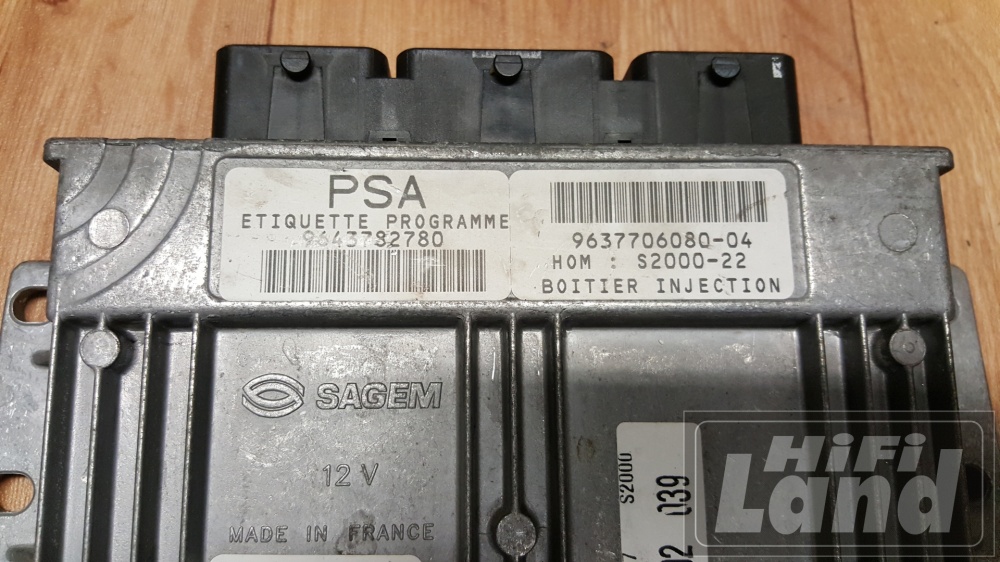 PSA
ETIQUETTE PROGRAMME
9643782780
9637706080-04
HOM : S2000-22
BOITIER INJECTION
SAGEM
12 V
MADE IN FRANCE
S2000
039
HiFi
Land